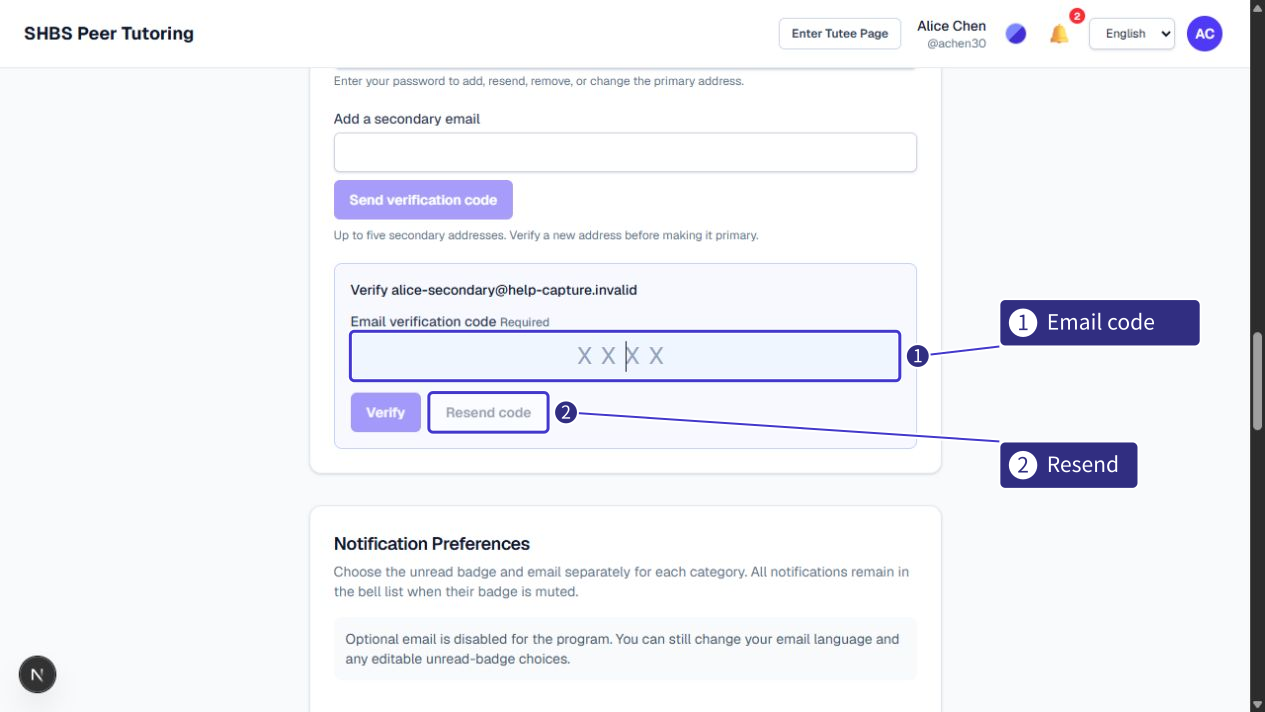 SHBS Peer Tutoring
Enter Tutee Page
Alice Chen
@achen30
2
English
AC
Enter your password to add, resend, remove, or change the primary address.
Add a secondary email
Send verification code
Up to five secondary addresses. Verify a new address before making it primary.
Verify alice-secondary@help-capture.invalid
Email verification code Required
X X X X
1
1 Email code
Verify
Resend code
2
2 Resend
Notification Preferences
Choose the unread badge and email separately for each category. All notifications remain in
the bell list when their badge is muted.
Optional email is disabled for the program. You can still change your email language and
any editable unread-badge choices.
N